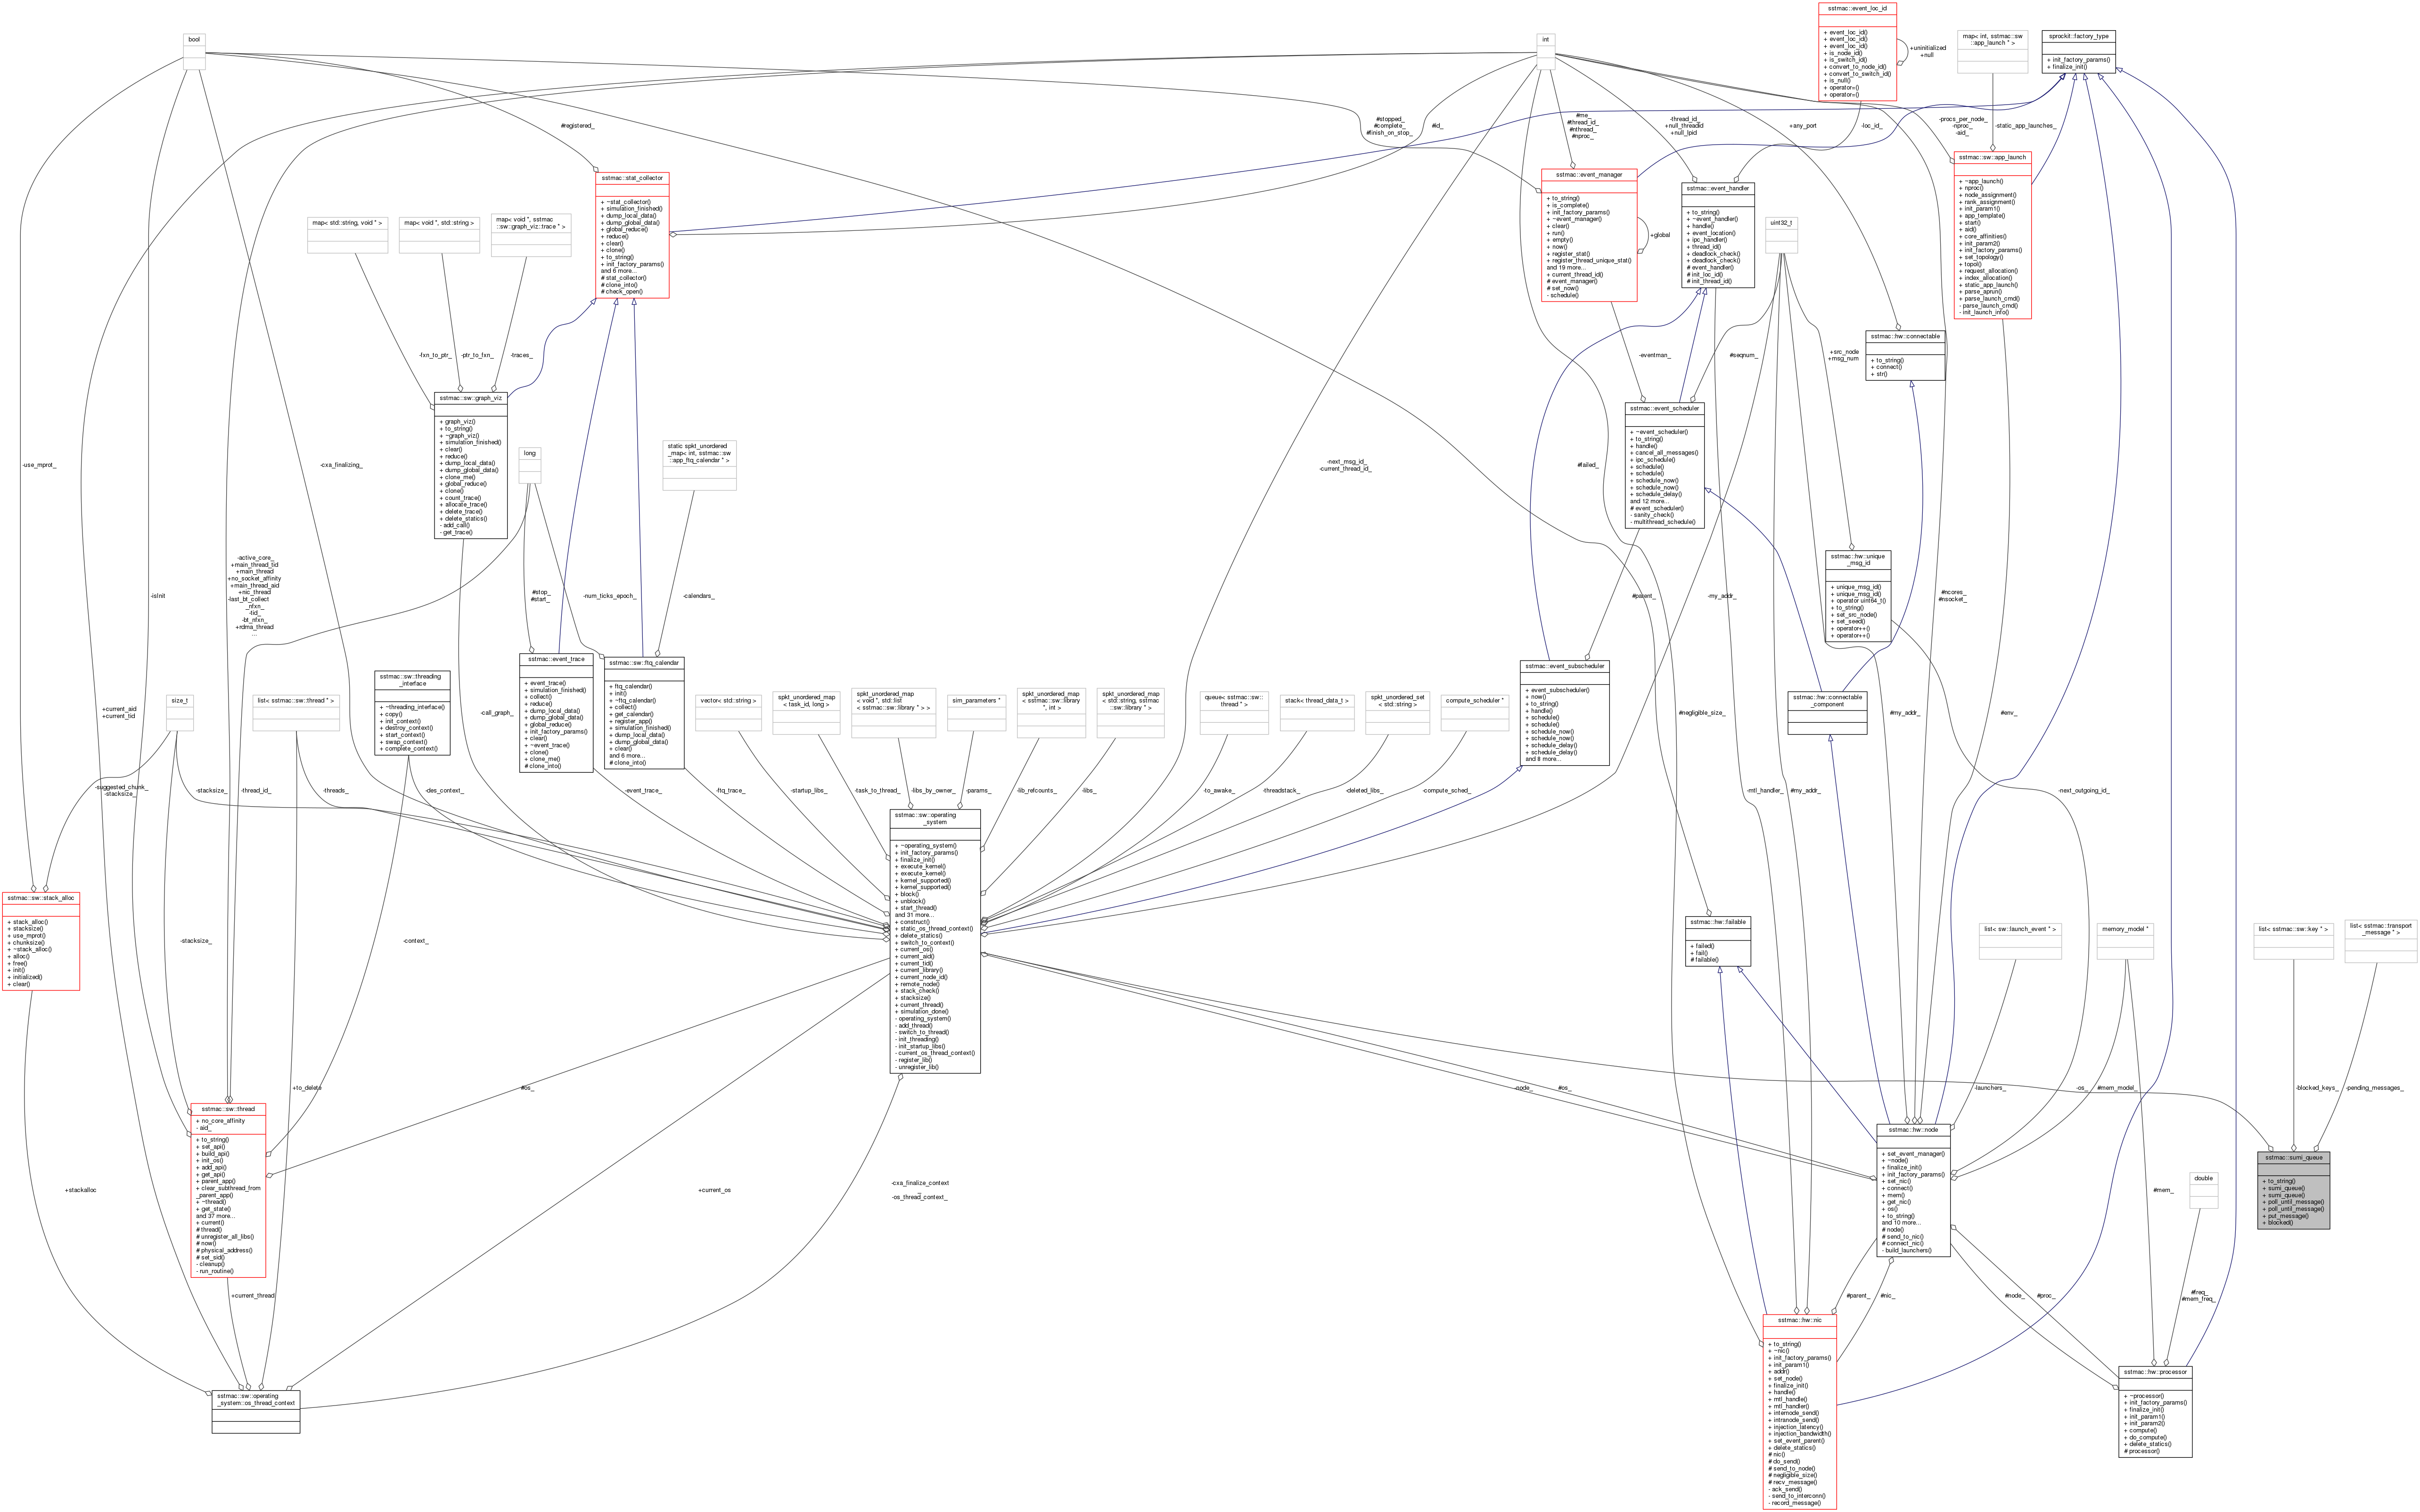 sstmac::event_loc_id
+ event_loc_id()
+ event_loc_id()
+ event_loc_id()
+ is_node_id()
+ is_switch_id()
+ convert_to_node_id()
+ convert_to_switch_id()
+ is_null()
+ operator=()
+ operator=()
+uninitialized
+null
bool
int
map< int, sstmac::sw
::app_launch * >
sprockit::factory_type
+ init_factory_params()
+ finalize_init()
#registered_
#stopped_
#complete_
#finish_on_stop_
#id_
#me_
#thread_id_
#nthread_
#nproc_
-thread_id_
+null_threadid
+null_lpid
-loc_id_
+any_port
-procs_per_node_
-nproc_
-aid_
-static_app_launches_
sstmac::stat_collector
+ ~stat_collector()
+ simulation_finished()
+ dump_local_data()
+ dump_global_data()
+ global_reduce()
+ reduce()
+ clear()
+ clone()
+ to_string()
+ init_factory_params()
and 6 more...
# stat_collector()
# clone_into()
# check_open()
sstmac::event_manager
+ to_string()
+ is_complete()
+ init_factory_params()
+ ~event_manager()
+ clear()
+ run()
+ empty()
+ now()
+ register_stat()
+ register_thread_unique_stat()
and 19 more...
+ current_thread_id()
# event_manager()
# set_now()
- schedule()
+global
sstmac::event_handler
+ to_string()
+ ~event_handler()
+ handle()
+ event_location()
+ ipc_handler()
+ thread_id()
+ deadlock_check()
+ deadlock_check()
# event_handler()
# init_loc_id()
# init_thread_id()
uint32_t
sstmac::sw::app_launch
+ ~app_launch()
+ nproc()
+ node_assignment()
+ rank_assignment()
+ init_param1()
+ app_template()
+ start()
+ aid()
+ core_affinities()
+ init_param2()
+ init_factory_params()
+ set_topology()
+ topol()
+ request_allocation()
+ index_allocation()
+ static_app_launch()
+ parse_aprun()
+ parse_launch_cmd()
- parse_launch_cmd()
- init_launch_info()
map< std::string, void * >
map< void *, std::string >
map< void *, sstmac
::sw::graph_viz::trace * >
-fxn_to_ptr_
-ptr_to_fxn_
-traces_
-eventman_
#seqnum_
+src_node
+msg_num
sstmac::hw::connectable
+ to_string()
+ connect()
+ str()
sstmac::sw::graph_viz
+ graph_viz()
+ to_string()
+ ~graph_viz()
+ simulation_finished()
+ clear()
+ reduce()
+ dump_local_data()
+ dump_global_data()
+ clone_me()
+ global_reduce()
+ clone()
+ count_trace()
+ allocate_trace()
+ delete_trace()
+ delete_statics()
- add_call()
- get_trace()
sstmac::event_scheduler
+ ~event_scheduler()
+ to_string()
+ handle()
+ cancel_all_messages()
+ ipc_schedule()
+ schedule()
+ schedule()
+ schedule_now()
+ schedule_now()
+ schedule_delay()
and 12 more...
# event_scheduler()
- sanity_check()
- multithread_schedule()
-use_mprot_
-cxa_finalizing_
long
static spkt_unordered
_map< int, sstmac::sw
::app_ftq_calendar * >
-next_msg_id_
-current_thread_id_
#failed_
sstmac::hw::unique
_msg_id
+ unique_msg_id()
+ unique_msg_id()
+ operator uint64_t()
+ to_string()
+ set_src_node()
+ set_seed()
+ operator++()
+ operator++()
-active_core_
+main_thread_tid
+main_thread
+no_socket_affinity
+main_thread_aid
+nic_thread
-last_bt_collect
_nfxn_
-tid_
-bt_nfxn_
+rdma_thread
...
-isInit
#stop_
#start_
-num_ticks_epoch_
-calendars_
#parent_
-my_addr_
#ncores_
#nsocket_
sstmac::sw::threading
_interface
+ ~threading_interface()
+ copy()
+ init_context()
+ destroy_context()
+ start_context()
+ swap_context()
+ complete_context()
sstmac::event_trace
+ event_trace()
+ simulation_finished()
+ collect()
+ reduce()
+ dump_local_data()
+ dump_global_data()
+ global_reduce()
+ init_factory_params()
+ clear()
+ ~event_trace()
+ clone()
+ clone_me()
# clone_into()
sstmac::sw::ftq_calendar
+ ftq_calendar()
+ init()
+ ~ftq_calendar()
+ collect()
+ get_calendar()
+ register_app()
+ simulation_finished()
+ dump_local_data()
+ dump_global_data()
+ clear()
and 6 more...
# clone_into()
sstmac::event_subscheduler
+ event_subscheduler()
+ now()
+ to_string()
+ handle()
+ schedule()
+ schedule()
+ schedule_now()
+ schedule_now()
+ schedule_delay()
+ schedule_delay()
and 8 more...
sstmac::hw::connectable
_component
+current_aid
+current_tid
size_t
list< sstmac::sw::thread * >
-call_graph_
vector< std::string >
spkt_unordered_map
< task_id, long >
spkt_unordered_map
< void *, std::list
< sstmac::sw::library * > >
sim_parameters *
spkt_unordered_map
< sstmac::sw::library
*, int >
spkt_unordered_map
< std::string, sstmac
::sw::library * >
queue< sstmac::sw::
thread * >
stack< thread_data_t >
spkt_unordered_set
< std::string >
compute_scheduler *
#negligible_size_
#my_addr_
#env_
-suggested_chunk_
-stacksize_
-stacksize_
-thread_id_
-threads_
-des_context_
-event_trace_
-ftq_trace_
-startup_libs_
-task_to_thread_
-libs_by_owner_
-params_
-lib_refcounts_
-libs_
-to_awake_
-threadstack_
-deleted_libs_
-compute_sched_
-mtl_handler_
#my_addr_
-next_outgoing_id_
sstmac::sw::operating
_system
+ ~operating_system()
+ init_factory_params()
+ finalize_init()
+ execute_kernel()
+ execute_kernel()
+ kernel_supported()
+ kernel_supported()
+ block()
+ unblock()
+ start_thread()
and 31 more...
+ construct()
+ static_os_thread_context()
+ delete_statics()
+ switch_to_context()
+ current_os()
+ current_aid()
+ current_tid()
+ current_library()
+ current_node_id()
+ remote_node()
+ stack_check()
+ stacksize()
+ current_thread()
+ simulation_done()
- operating_system()
- add_thread()
- switch_to_thread()
- init_threading()
- init_startup_libs()
- current_os_thread_context()
- register_lib()
- unregister_lib()
sstmac::sw::stack_alloc
+ stack_alloc()
+ stacksize()
+ use_mprot()
+ chunksize()
+ ~stack_alloc()
+ alloc()
+ free()
+ init()
+ initialized()
+ clear()
-stacksize_
-context_
sstmac::hw::failable
+ failed()
+ fail()
# failable()
list< sw::launch_event * >
memory_model *
list< sstmac::sw::key * >
list< sstmac::transport
_message * >
+to_delete
#os_
-node_
#os_
-launchers_
#mem_model_
-os_
-blocked_keys_
-pending_messages_
sstmac::sw::thread
+ no_core_affinity
- aid_
+ to_string()
+ set_api()
+ build_api()
+ init_os()
+ add_api()
+ get_api()
+ parent_app()
+ clear_subthread_from
_parent_app()
+ ~thread()
+ get_state()
and 37 more...
+ current()
# thread()
# unregister_all_libs()
# now()
# physical_address()
# set_sid()
- cleanup()
- run_routine()
sstmac::hw::node
+ set_event_manager()
+ ~node()
+ finalize_init()
+ init_factory_params()
+ set_nic()
+ connect()
+ mem()
+ get_nic()
+ os()
+ to_string()
and 10 more...
# node()
# send_to_nic()
# connect_nic()
- build_launchers()
sstmac::sumi_queue
+ to_string()
+ sumi_queue()
+ sumi_queue()
+ poll_until_message()
+ poll_until_message()
+ put_message()
+ blocked()
double
+stackalloc
+current_os
-cxa_finalize_context
_
-os_thread_context_
#mem_
+current_thread
#parent_
#nic_
#node_
#proc_
#freq_
#mem_freq_
sstmac::hw::nic
+ to_string()
+ ~nic()
+ init_factory_params()
+ init_param1()
+ addr()
+ set_node()
+ finalize_init()
+ handle()
+ mtl_handle()
+ mtl_handler()
+ internode_send()
+ intranode_send()
+ injection_latency()
+ injection_bandwidth()
+ set_event_parent()
+ delete_statics()
# nic()
# do_send()
# send_to_node()
# negligible_size()
# recv_message()
- ack_send()
- send_to_interconn()
- record_message()
sstmac::hw::processor
+ ~processor()
+ init_factory_params()
+ finalize_init()
+ init_param1()
+ init_param2()
+ compute()
+ do_compute()
+ delete_statics()
# processor()
sstmac::sw::operating
_system::os_thread_context